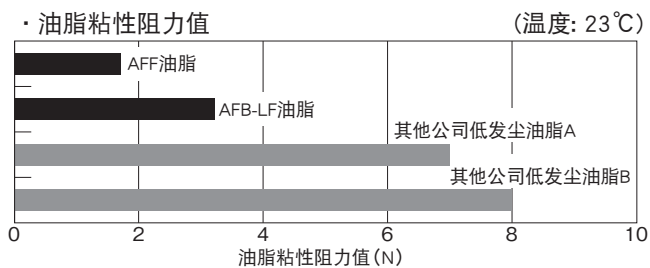 ·油脂粘性阻力值 (温度: 23℃)
AFF油脂
AFB-LF油脂
其他公司低发尘油脂A
其他公司低发尘油脂B
0 2 4 6 8 10
油脂粘性阻力值(N)